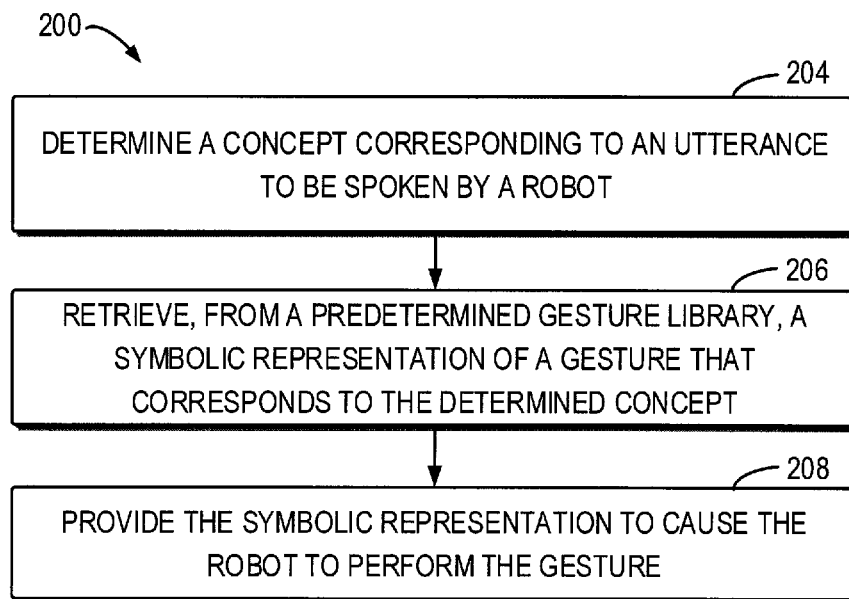 200
204
DETERMINE A CONCEPT CORRESPONDING TO AN UTTERANCE
TO BE SPOKEN BY A ROBOT
206
RETRIEVE, FROM A PREDETERMINED GESTURE LIBRARY, A
SYMBOLIC REPRESENTATION OF A GESTURE THAT
CORRESPONDS TO THE DETERMINED CONCEPT
208
PROVIDE THE SYMBOLIC REPRESENTATION TO CAUSE THE
ROBOT TO PERFORM THE GESTURE